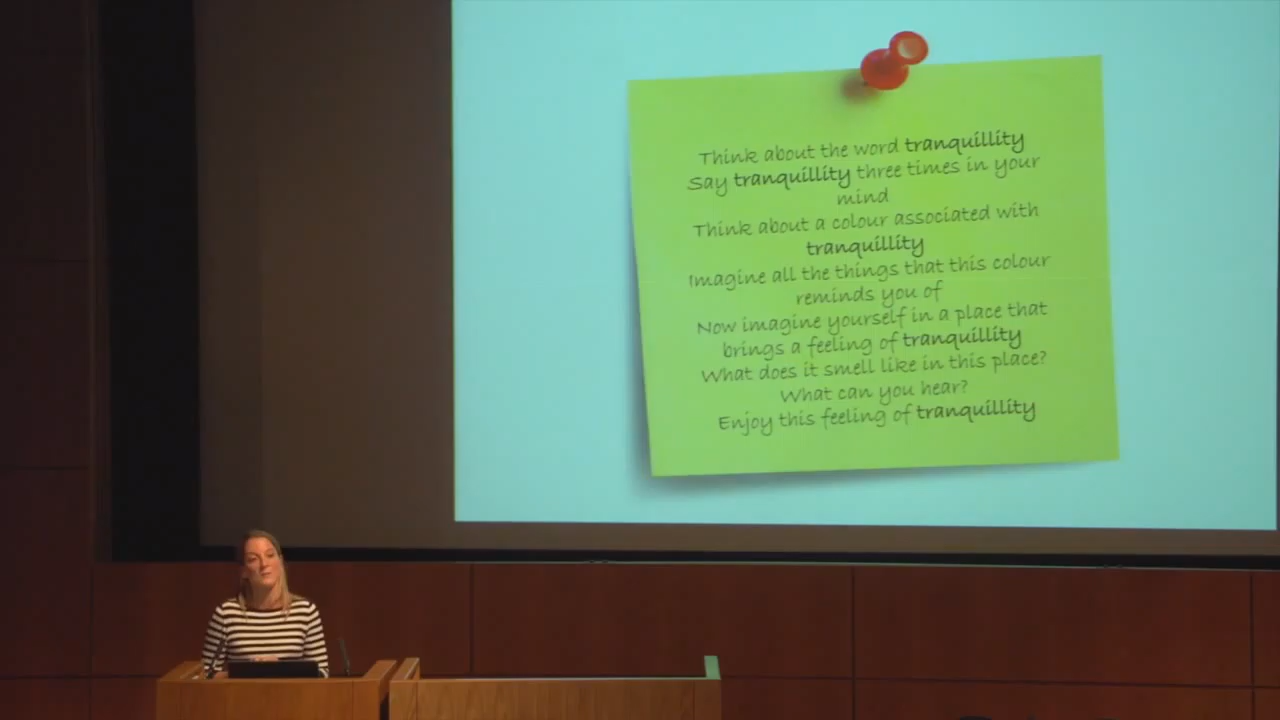 Think about the word tranquillity
Say tranquillity three times in your
mind
Think about a colour associated with
tranquillity
Imagine all the things that this colour
reminds you of
Now imagine yourself in a place that
brings a feeling of tranquillity
What does it smell like in this place?
What can you hear?
Enjoy this feeling of tranquillity